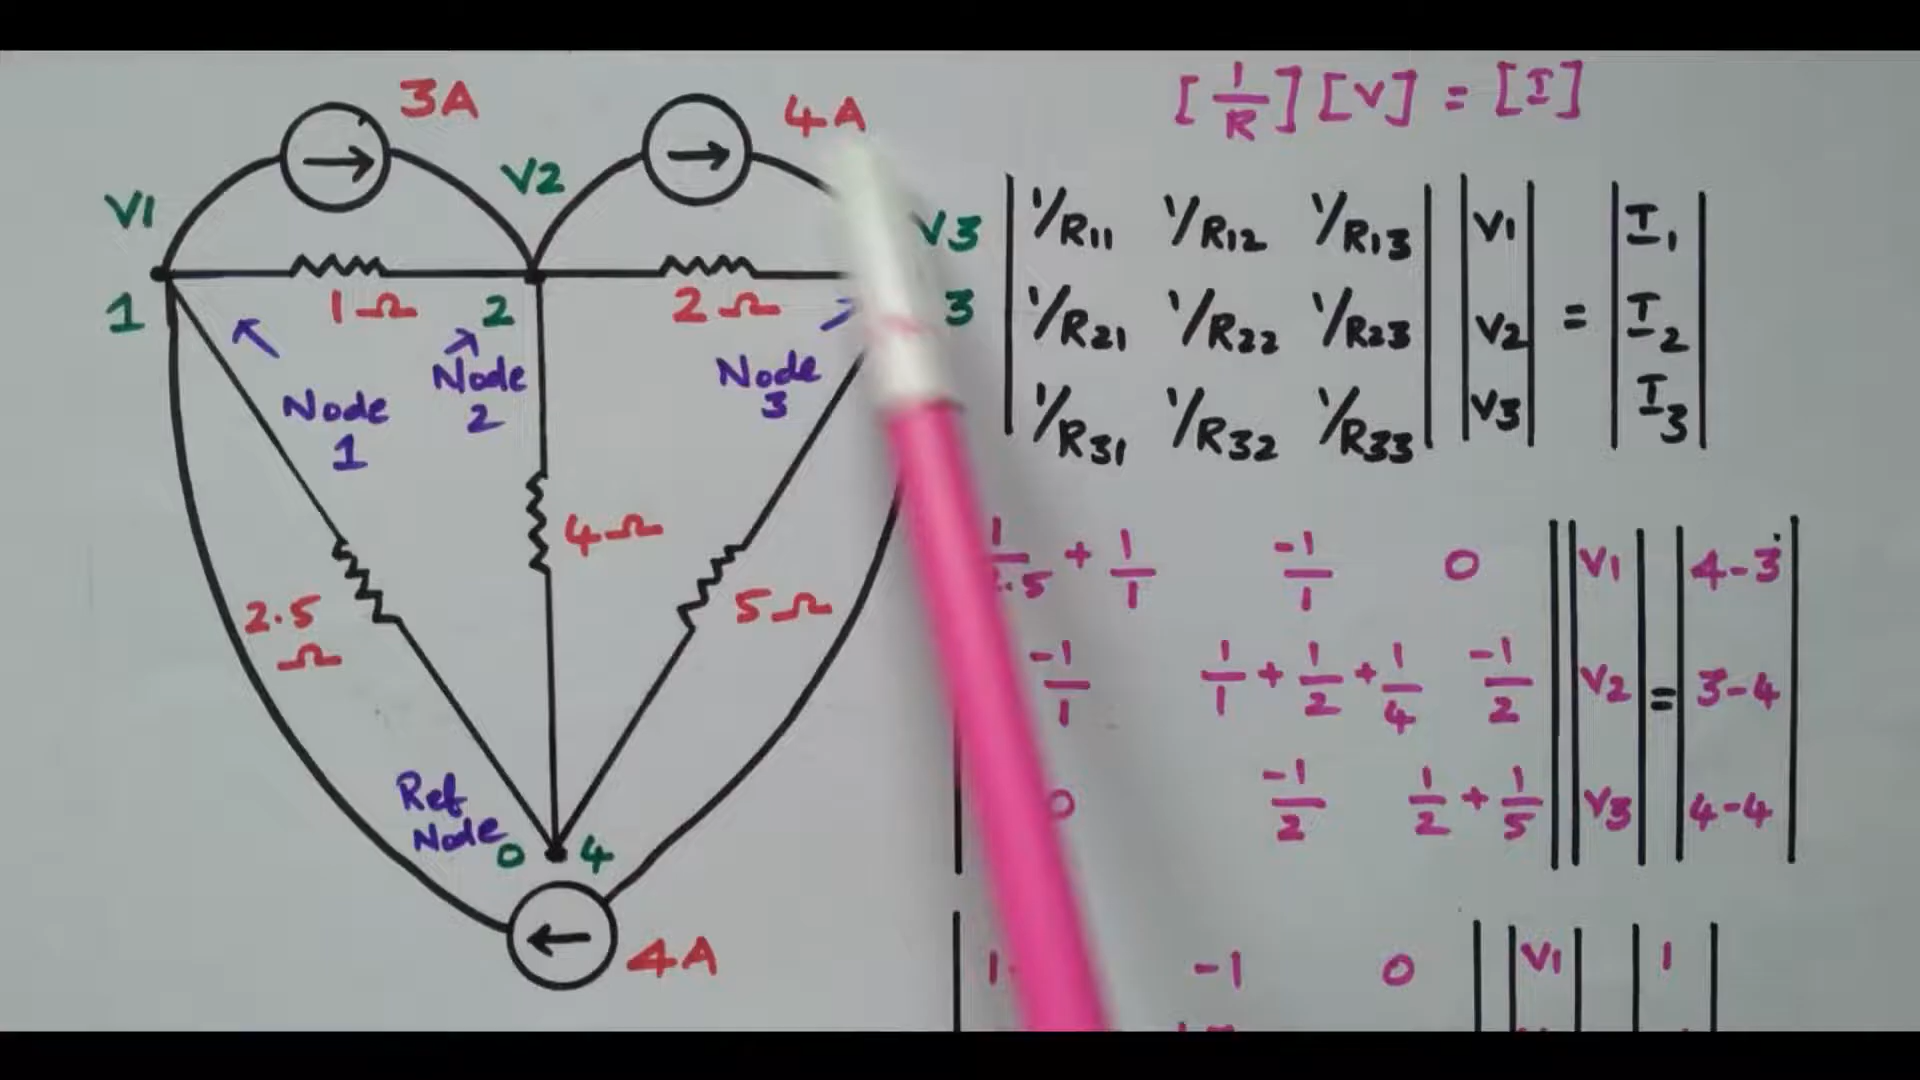 3A
4A
V1
V2
V3
1
1Ω
2
2Ω
3
Node
1
Node
2
Node
3
4Ω
2.5
Ω
5Ω
Ref
Node
0
4
4A
[1/R][V] = [I]
1/R11 1/R12 1/R13 V1 I1
1/R21 1/R22 1/R23 V2 = I2
1/R31 1/R32 1/R33 V3 I3
1/2.5 + 1/1 -1/1 0 V1 4-3
-1/1 1/1 + 1/2 + 1/4 -1/2 V2 = 3-4
0 -1/2 1/2 + 1/5 V3 4-4
-1 0 V1 1